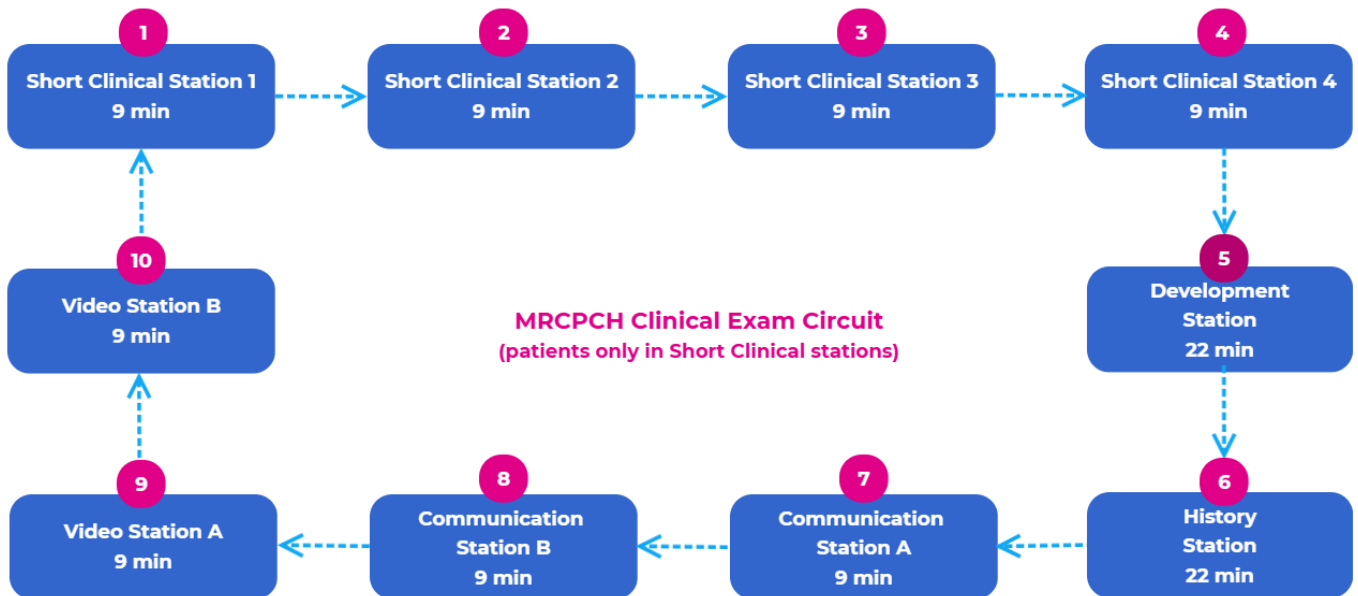 1
Short Clinical Station 1
9 min
2
Short Clinical Station 2
9 min
3
Short Clinical Station 3
9 min
4
Short Clinical Station 4
9 min
5
Development
Station
22 min
6
History
Station
22 min
7
Communication
Station A
9 min
8
Communication
Station B
9 min
9
Video Station A
9 min
10
Video Station B
9 min
MRCPCH Clinical Exam Circuit
(patients only in Short Clinical stations)